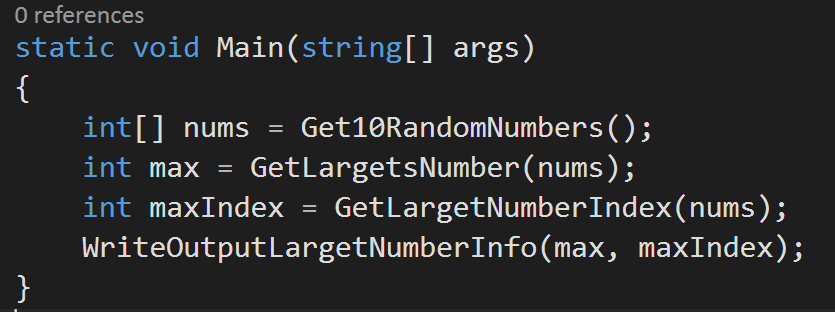 0 references
static void Main(string[] args)
{
int[] nums = Get10RandomNumbers();
int max = GetLargetsNumber(nums);
int maxIndex = GetLargetNumberIndex(nums);
WriteOutputLargetNumberInfo(max, maxIndex);
}